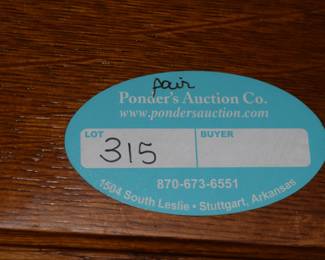 pair
Ponder's Auction Co.
www.pondersauction.com
LOT BUYER
315
870-673-6551
1504 South Leslie • Stuttgart, Arkansas